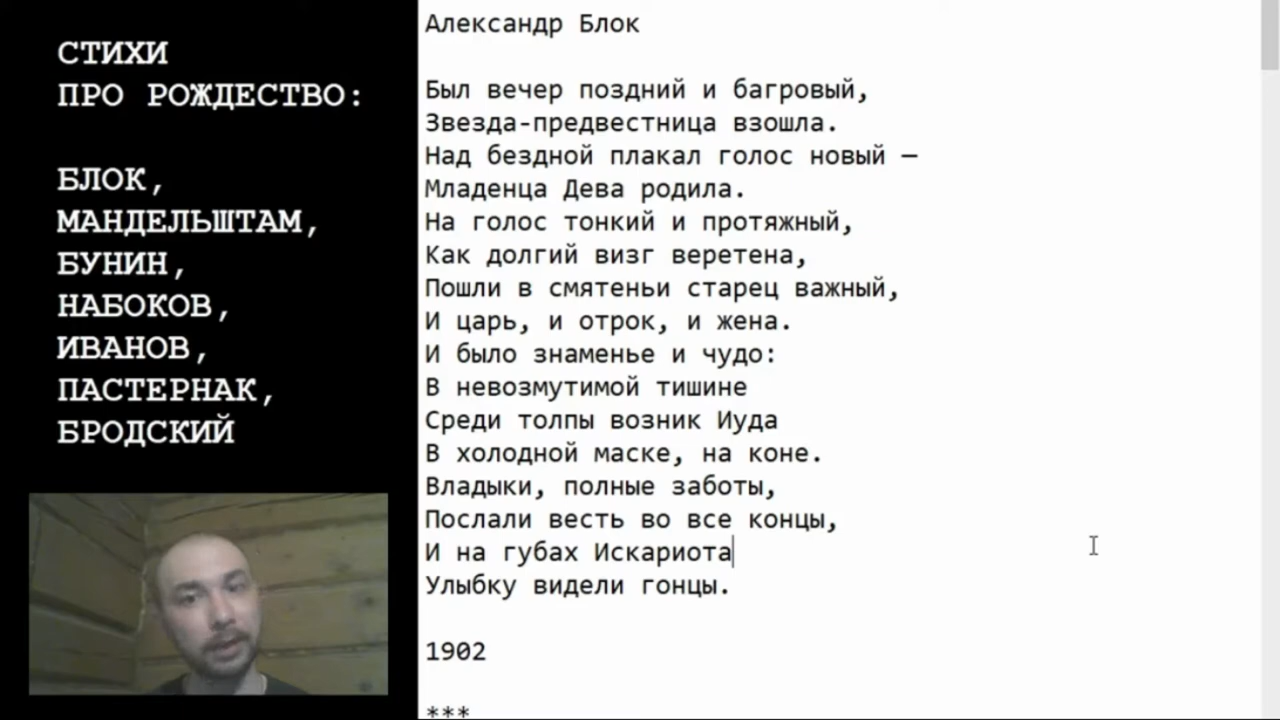 СТИХИ
ПРО РОЖДЕСТВО:
БЛОК,
МАНДЕЛЬШТАМ,
БУНИН,
НАБОКОВ,
ИВАНОВ,
ПАСТЕРНАК,
БРОДСКИЙ
Александр Блок
Был вечер поздний и багровый,
Звезда-предвестница взошла.
Над бездной плакал голос новый –
Младенца Дева родила.
На голос тонкий и протяжный,
Как долгий визг веретена,
Пошли в смятеньи старец важный,
И царь, и отрок, и жена.
И было знаменье и чудо:
В невозмутимой тишине
Среди толпы возник Иуда
В холодной маске, на коне.
Владыки, полные заботы,
Послали весть во все концы,
И на губах Искариота
Улыбку видели гонцы.
1902
***